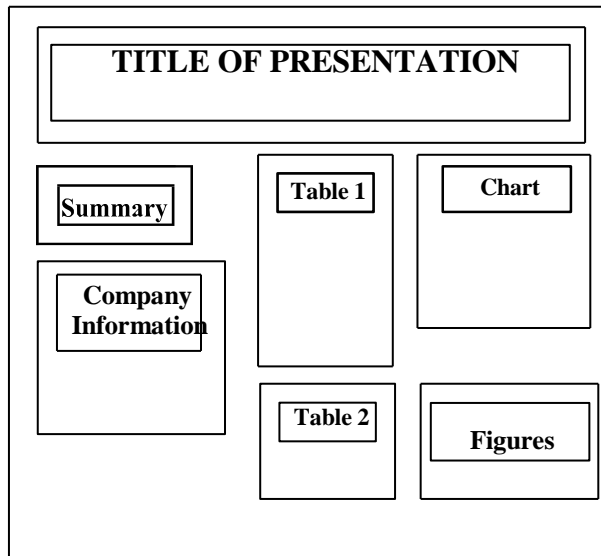 TITLE OF PRESENTATION
Summary
Table 1
Chart
Company
Information
Table 2
Figures